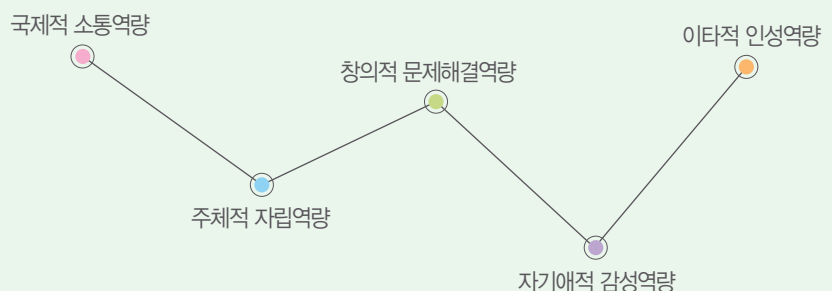 국제적 소통역량
이타적 인성역량
창의적 문제해결역량
주체적 자립역량
자기애적 감성역량